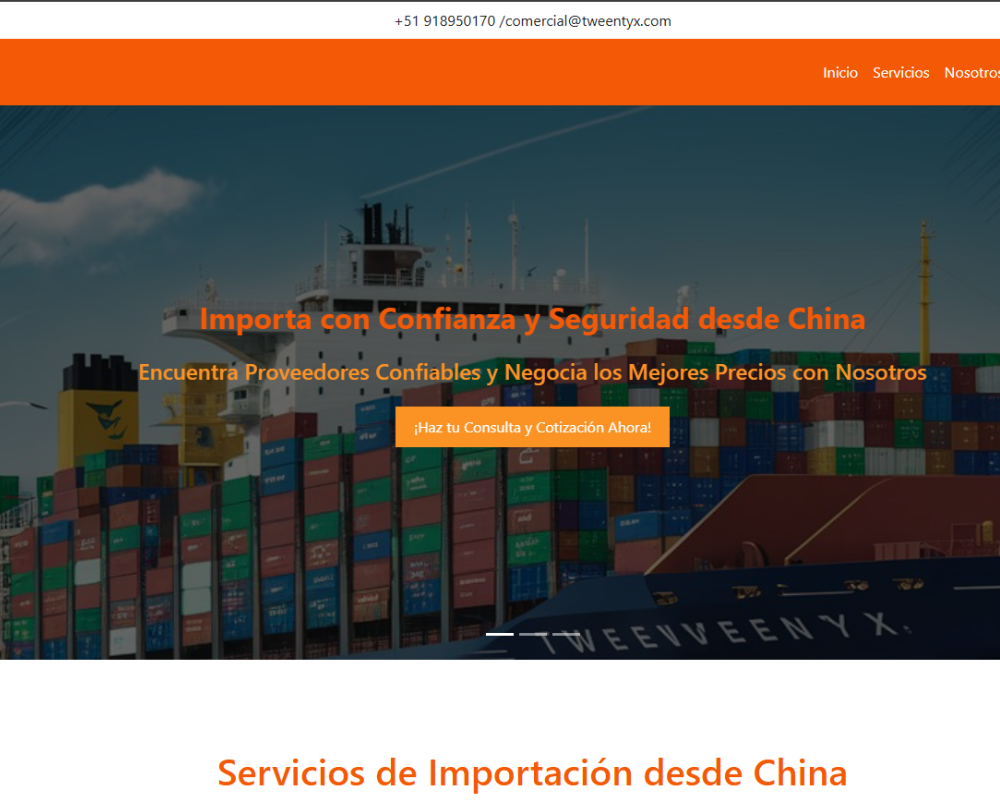 +51 918950170 /comercial@tweentyx.com
Inicio Servicios Nosotros
Importa con Confianza y Seguridad desde China
Encuentra Proveedores Confiables y Negocia los Mejores Precios con Nosotros
¡Haz tu Consulta y Cotización Ahora!
Servicios de Importación desde China